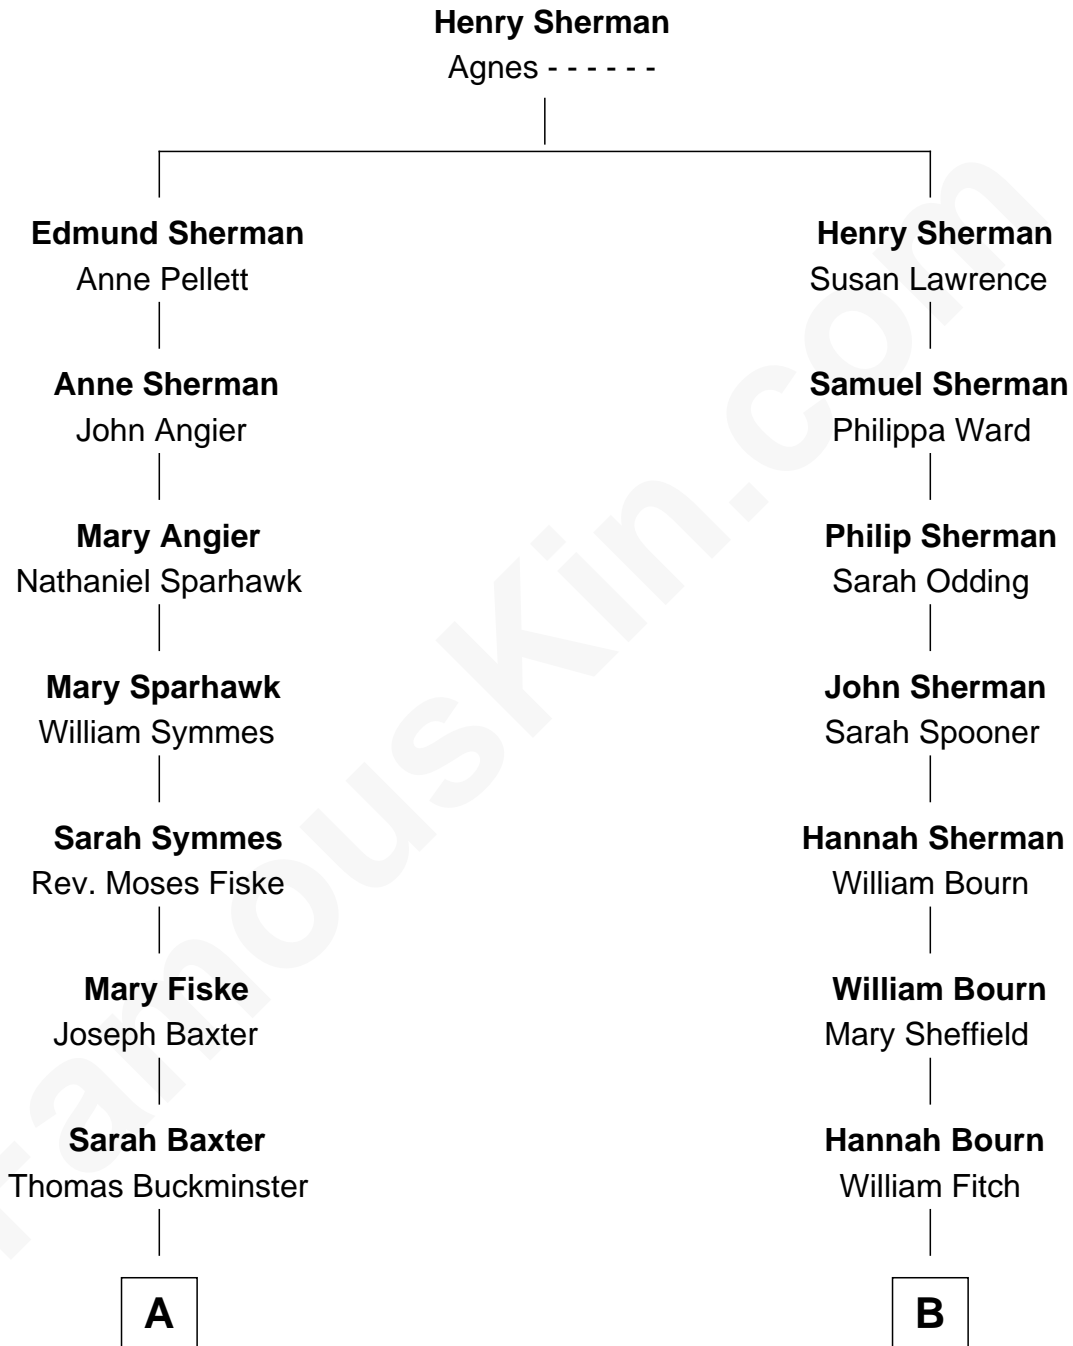 Henry Sherman
Agnes - - - - - -
Edmund Sherman
Anne Pellett
Henry Sherman
Susan Lawrence
Anne Sherman
John Angier
Samuel Sherman
Philippa Ward
Mary Angier
Nathaniel Sparhawk
Philip Sherman
Sarah Odding
Mary Sparhawk
William Symmes
John Sherman
Sarah Spooner
Sarah Symmes
Rev. Moses Fiske
Hannah Sherman
William Bourn
Mary Fiske
Joseph Baxter
William Bourn
Mary Sheffield
Sarah Baxter
Thomas Buckminster
Hannah Bourn
William Fitch
A
B
FamousKin.com